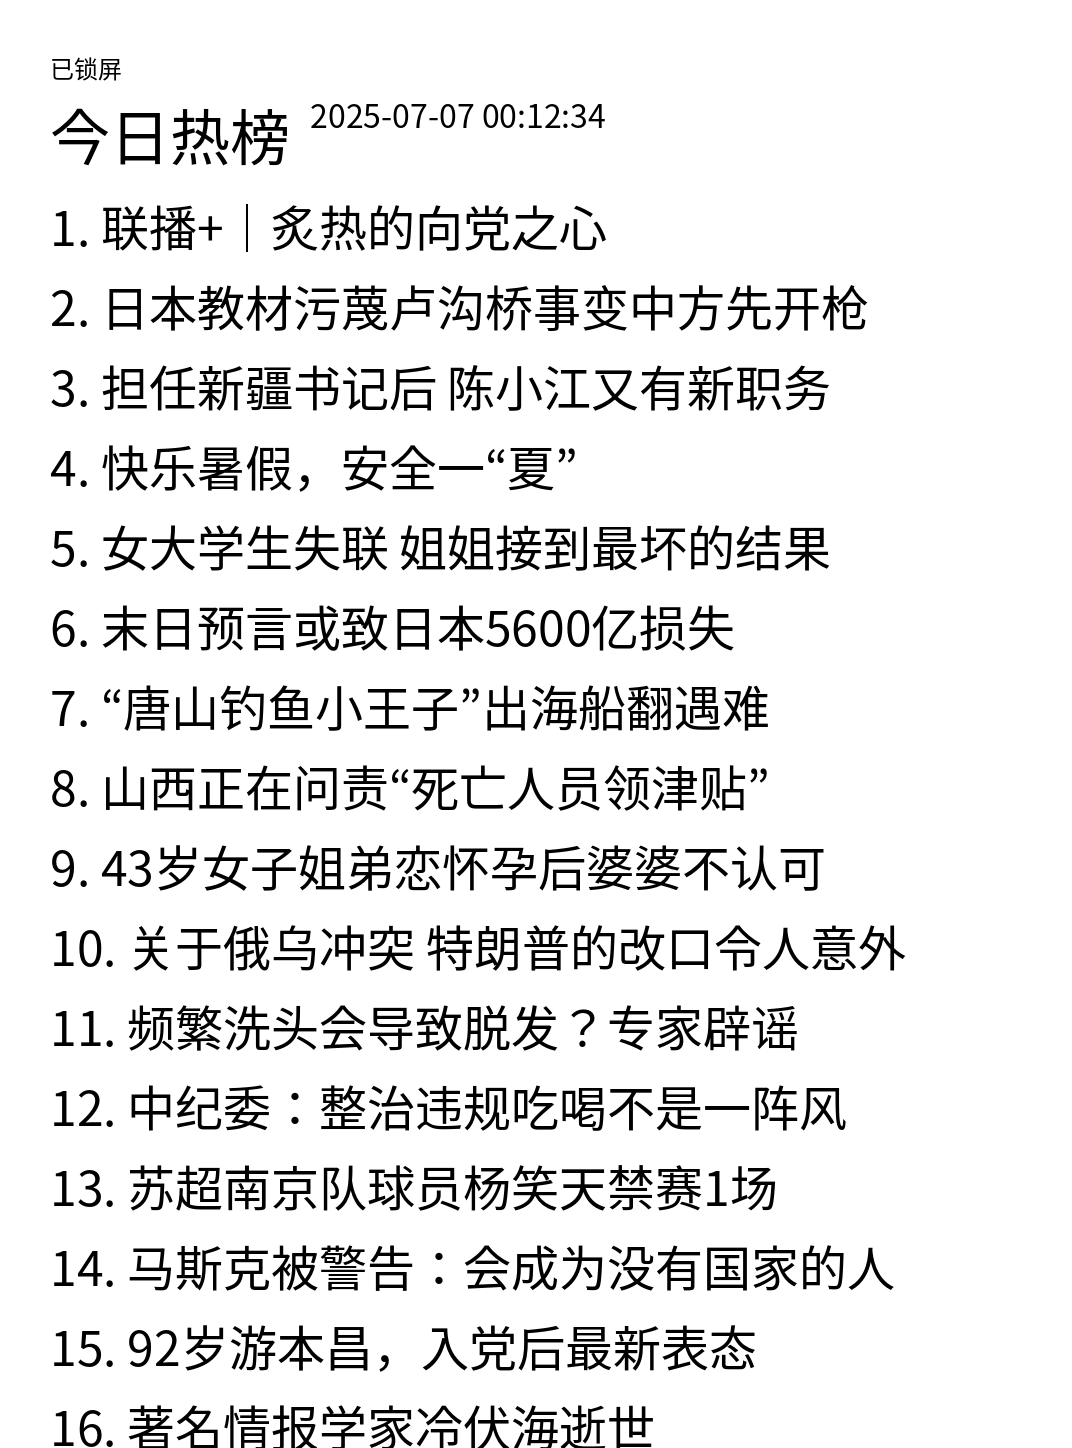 已锁屏
今日热榜 2025-07-07 00:12:34
1. 联播+｜炙热的向党之心
2. 日本教材污蔑卢沟桥事变中方先开枪
3. 担任新疆书记后 陈小江又有新职务
4. 快乐暑假，安全一“夏”
5. 女大学生失联 姐姐接到最坏的结果
6. 末日预言或致日本5600亿损失
7. “唐山钓鱼小王子”出海船翻遇难
8. 山西正在问责“死亡人员领津贴”
9. 43岁女子姐弟恋怀孕后婆婆不认可
10. 关于俄乌冲突 特朗普的改口令人意外
11. 频繁洗头会导致脱发？专家辟谣
12. 中纪委：整治违规吃喝不是一阵风
13. 苏超南京队球员杨笑天禁赛1场
14. 马斯克被警告：会成为没有国家的人
15. 92岁游本昌，入党后最新表态
16. 著名情报学家冷伏海逝世